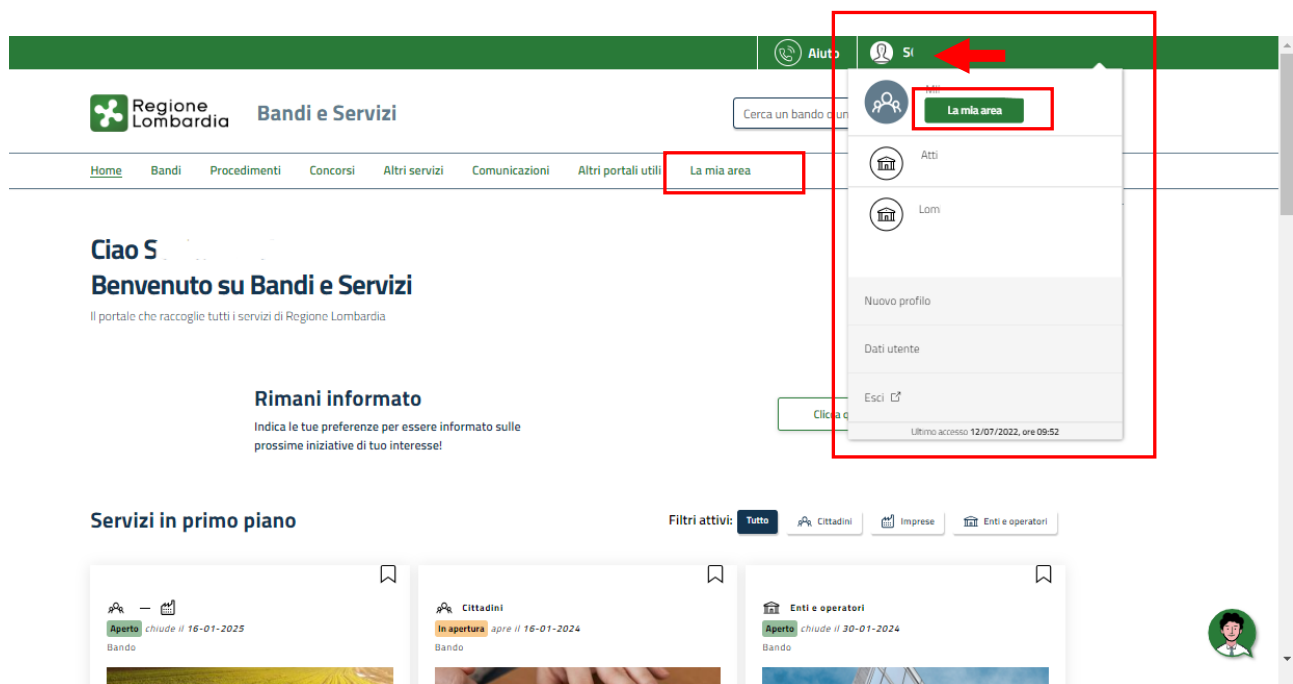 Aiuto S(
Regione
Lombardia
Bandi e Servizi
Cerca un bando o un
La mia area
Atti
Lom
Nuovo profilo
Dati utente
Esci
Ultimo accesso 12/07/2022, ore 09:52
Home Bandi Procedimenti Concorsi Altri servizi Comunicazioni Altri portali utili La mia area
Ciao S
Benvenuto su Bandi e Servizi
Il portale che raccoglie tutti i servizi di Regione Lombardia
Rimani informato
Indica le tue preferenze per essere informato sulle
prossime iniziative di tuo interesse!
Clicca q
Servizi in primo piano
Filtri attivi: Tutto Cittadini Imprese Enti e operatori
Aperto chiude il 16-01-2025
Bando
Cittadini
In apertura apre il 16-01-2024
Bando
Enti e operatori
Aperto chiude il 30-01-2024
Bando